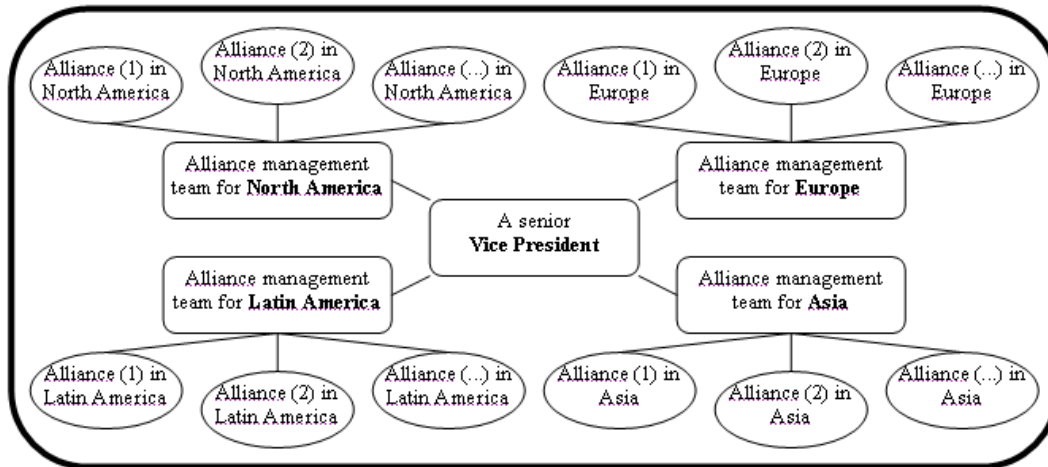 Alliance (1) in
North America
Alliance (2) in
North America
Alliance (...) in
North America
Alliance (1) in
Europe
Alliance (2) in
Europe
Alliance (...) in
Europe
Alliance management
team for North America
Alliance management
team for Europe
A senior
Vice President
Alliance management
team for Latin America
Alliance management
team for Asia
Alliance (1) in
Latin America
Alliance (2) in
Latin America
Alliance (...) in
Latin America
Alliance (1) in
Asia
Alliance (2) in
Asia
Alliance (...) in
Asia